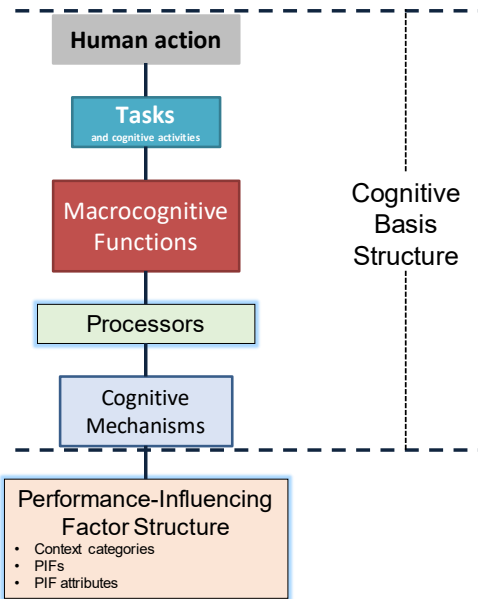 Human action
Tasks
and cognitive activities
Macrocognitive
Functions
Processors
Cognitive
Mechanisms
Cognitive
Basis
Structure
Performance-Influencing
Factor Structure
• Context categories
• PIFs
• PIF attributes